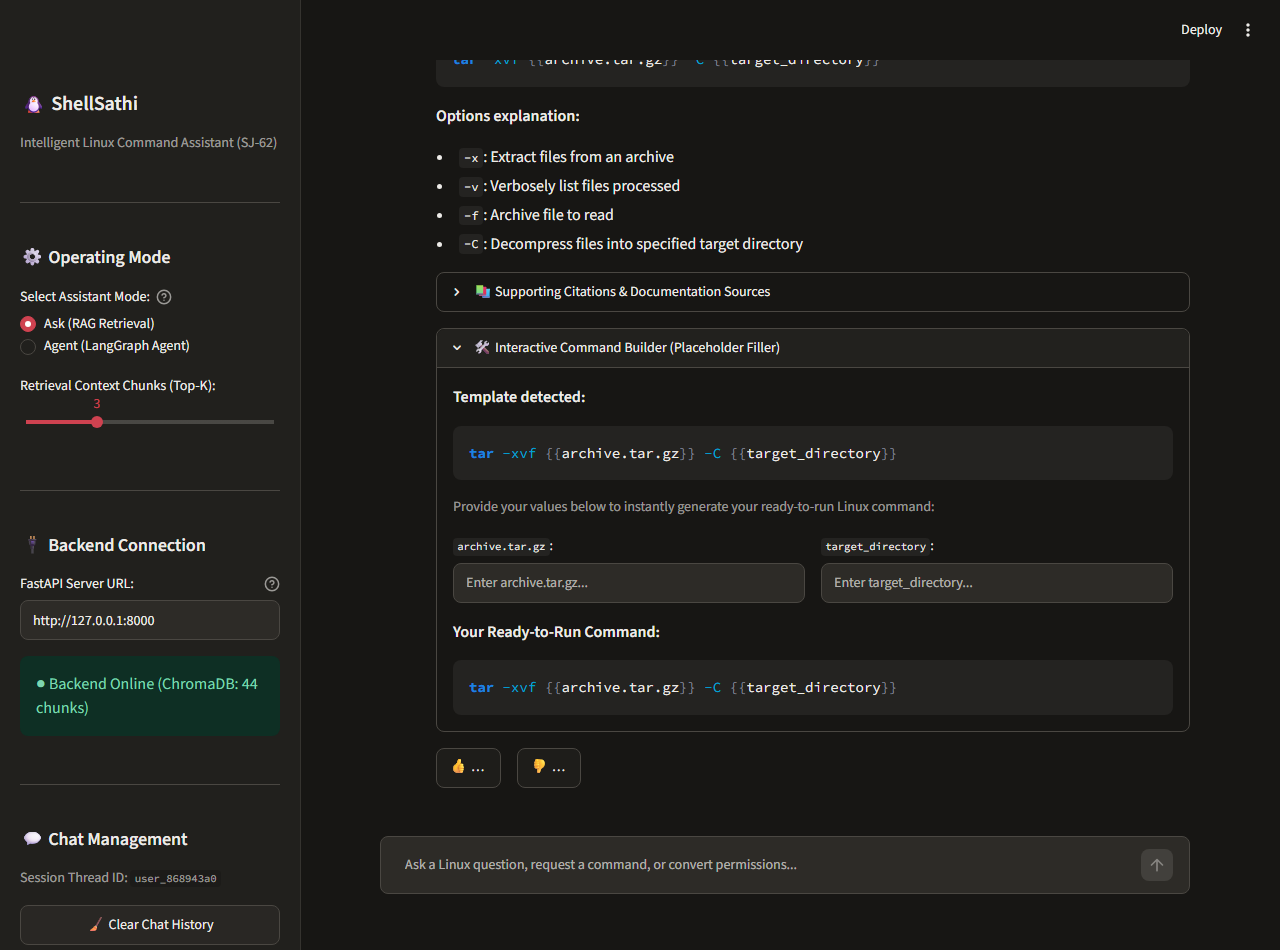 ShellSathi
Intelligent Linux Command Assistant (SJ-62)
Operating Mode
Select Assistant Mode:
Ask (RAG Retrieval)
Agent (LangGraph Agent)
Retrieval Context Chunks (Top-K):
3
Backend Connection
FastAPI Server URL:
http://127.0.0.1:8000
Backend Online (ChromaDB: 44
chunks)
Chat Management
Session Thread ID: user_868943a0
Clear Chat History
Deploy
tar -xvf {{archive.tar.gz}} -C {{target_directory}}
Options explanation:
-x: Extract files from an archive
-v: Verbosely list files processed
-f: Archive file to read
-C: Decompress files into specified target directory
Supporting Citations & Documentation Sources
Interactive Command Builder (Placeholder Filler)
Template detected:
tar -xvf {{archive.tar.gz}} -C {{target_directory}}
Provide your values below to instantly generate your ready-to-run Linux command:
archive.tar.gz: target_directory:
Enter archive.tar.gz... Enter target_directory...
Your Ready-to-Run Command:
tar -xvf {{archive.tar.gz}} -C {{target_directory}}
... ...
Ask a Linux question, request a command, or convert permissions...